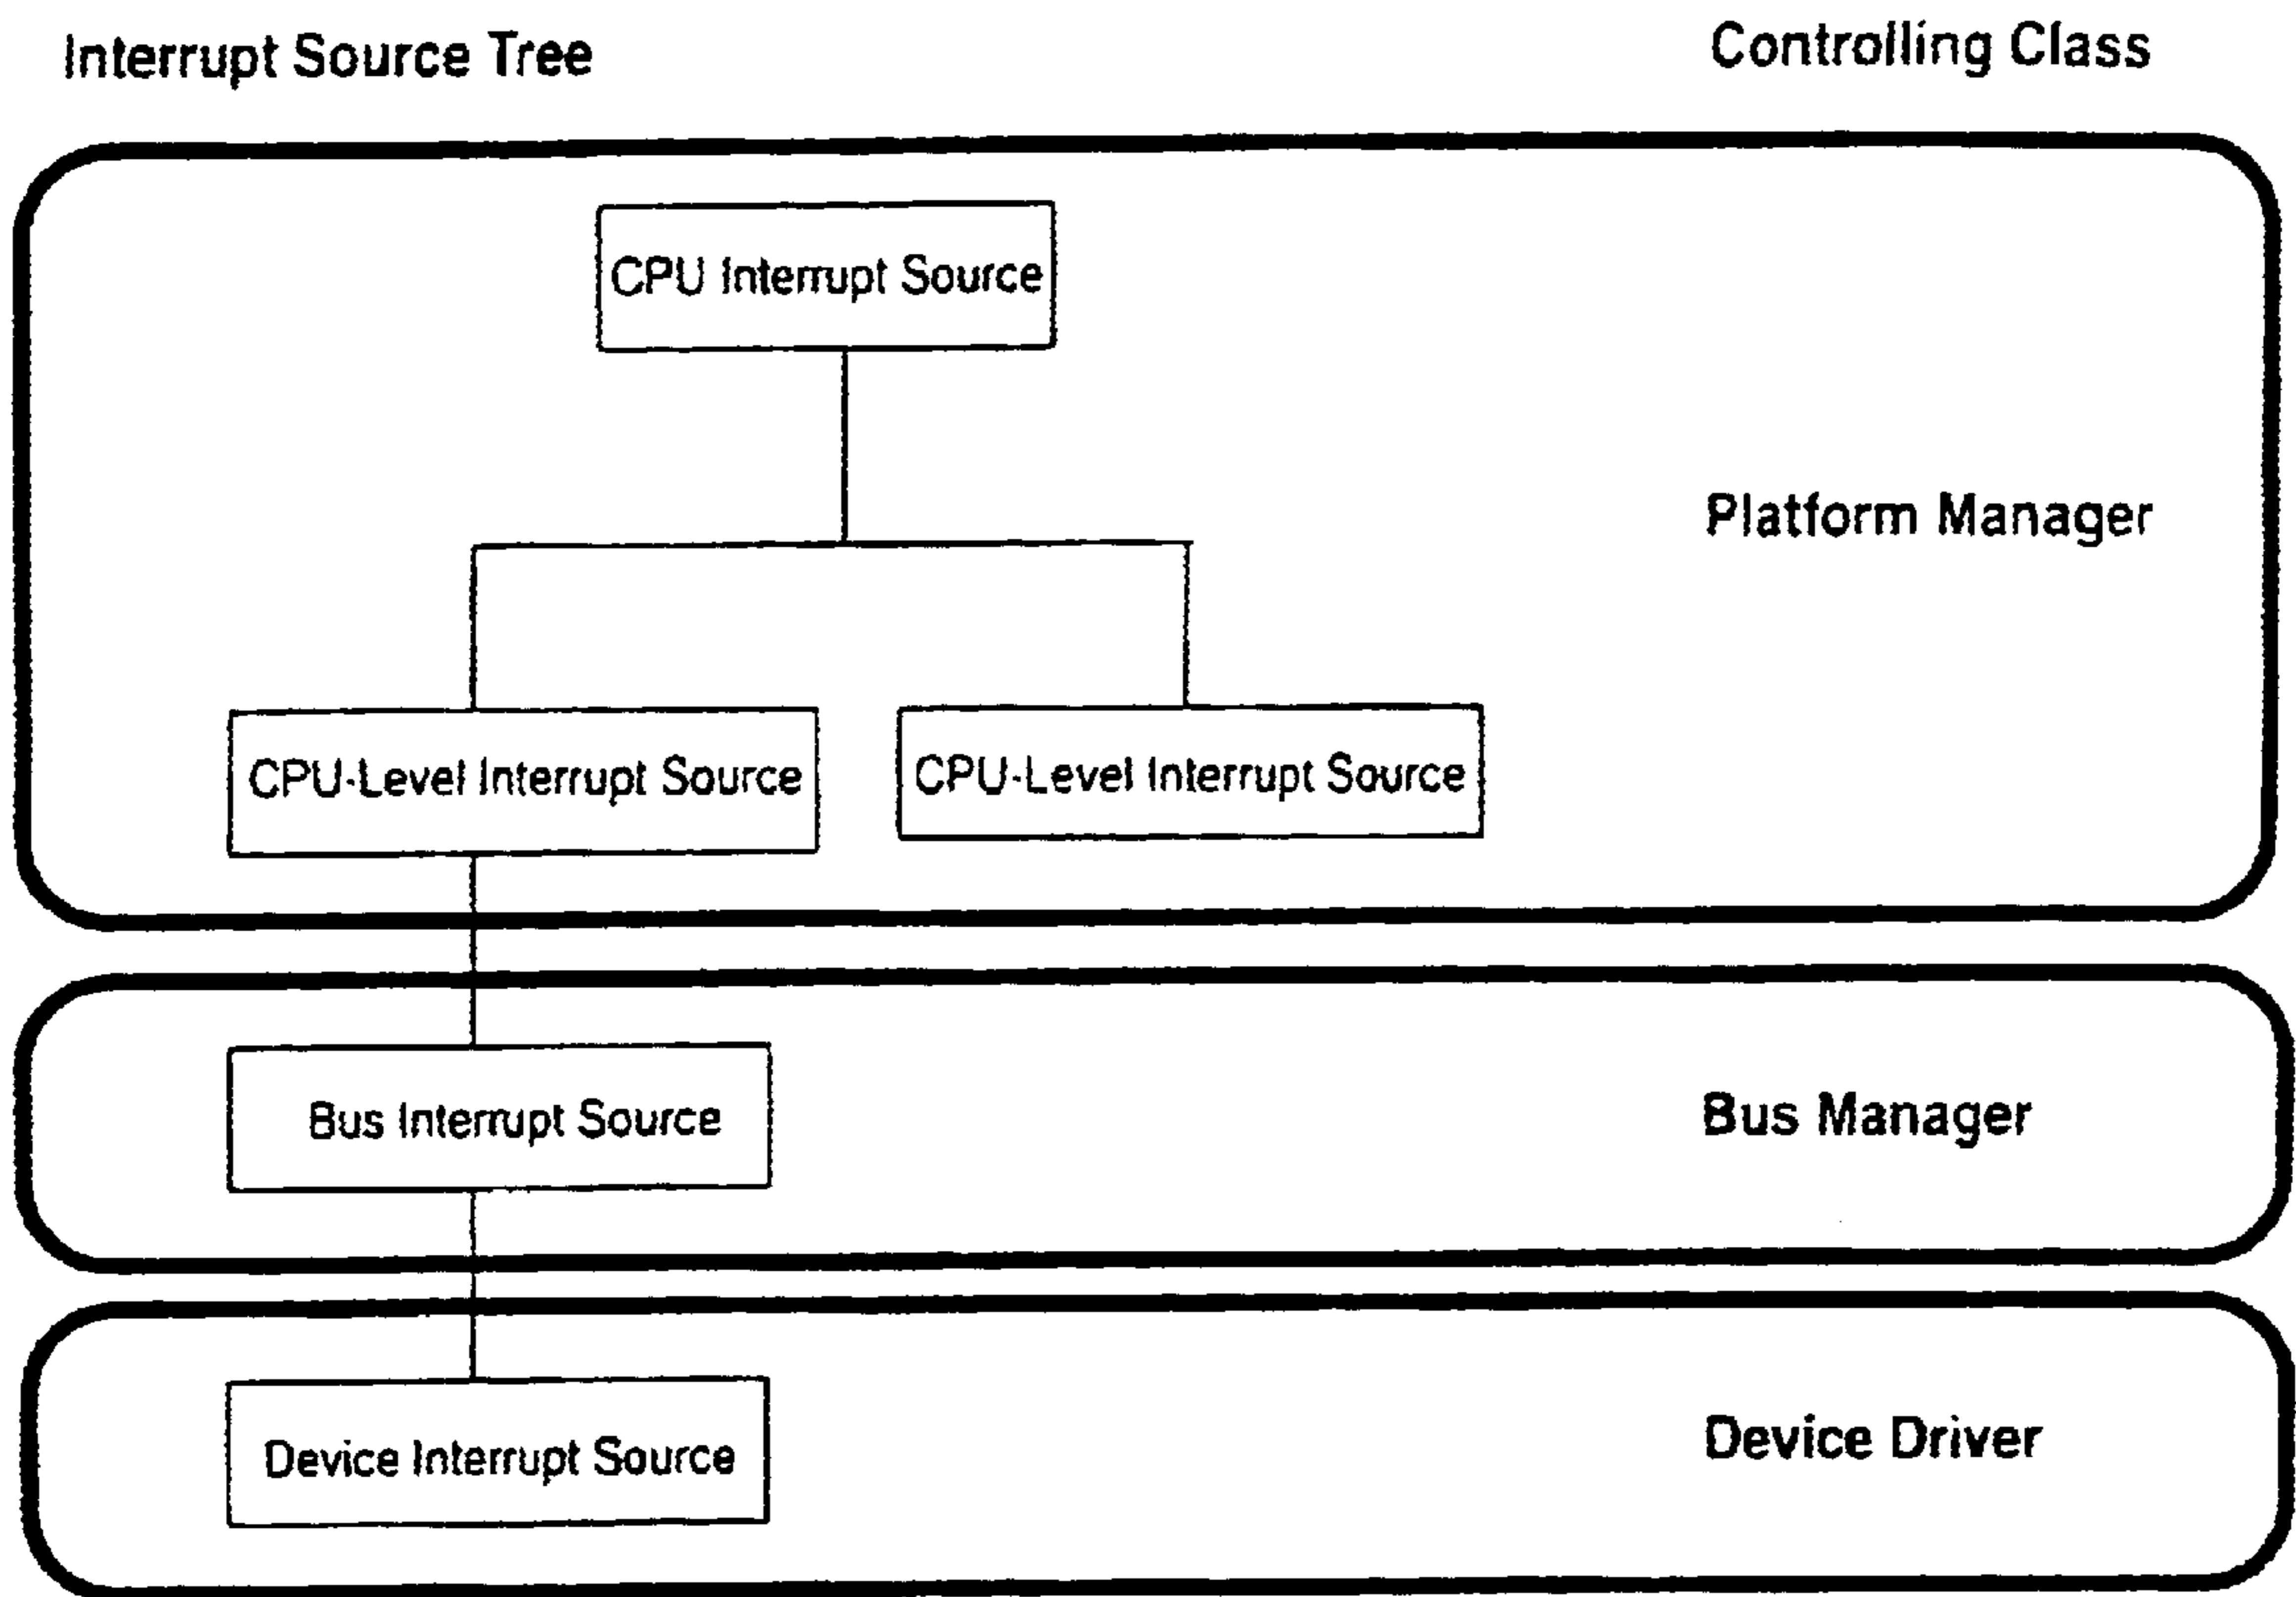 Interrupt Source Tree
Controlling Class
CPU Interrupt Source
Platform Manager
CPU-Level Interrupt Source
CPU-Level Interrupt Source
Bus Interrupt Source
Bus Manager
Device Interrupt Source
Device Driver